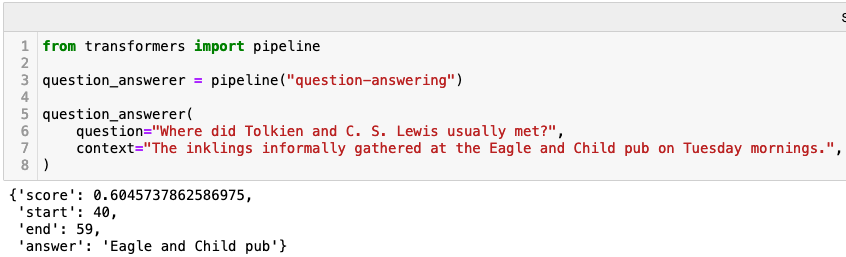 S
1 from transformers import pipeline
2
3 question_answerer = pipeline("question-answering")
4
5 question_answerer(
6 question="Where did Tolkien and C. S. Lewis usually met?",
7 context="The inklings informally gathered at the Eagle and Child pub on Tuesday mornings.",
8 )
{'score': 0.6045737862586975,
'start': 40,
'end': 59,
'answer': 'Eagle and Child pub'}